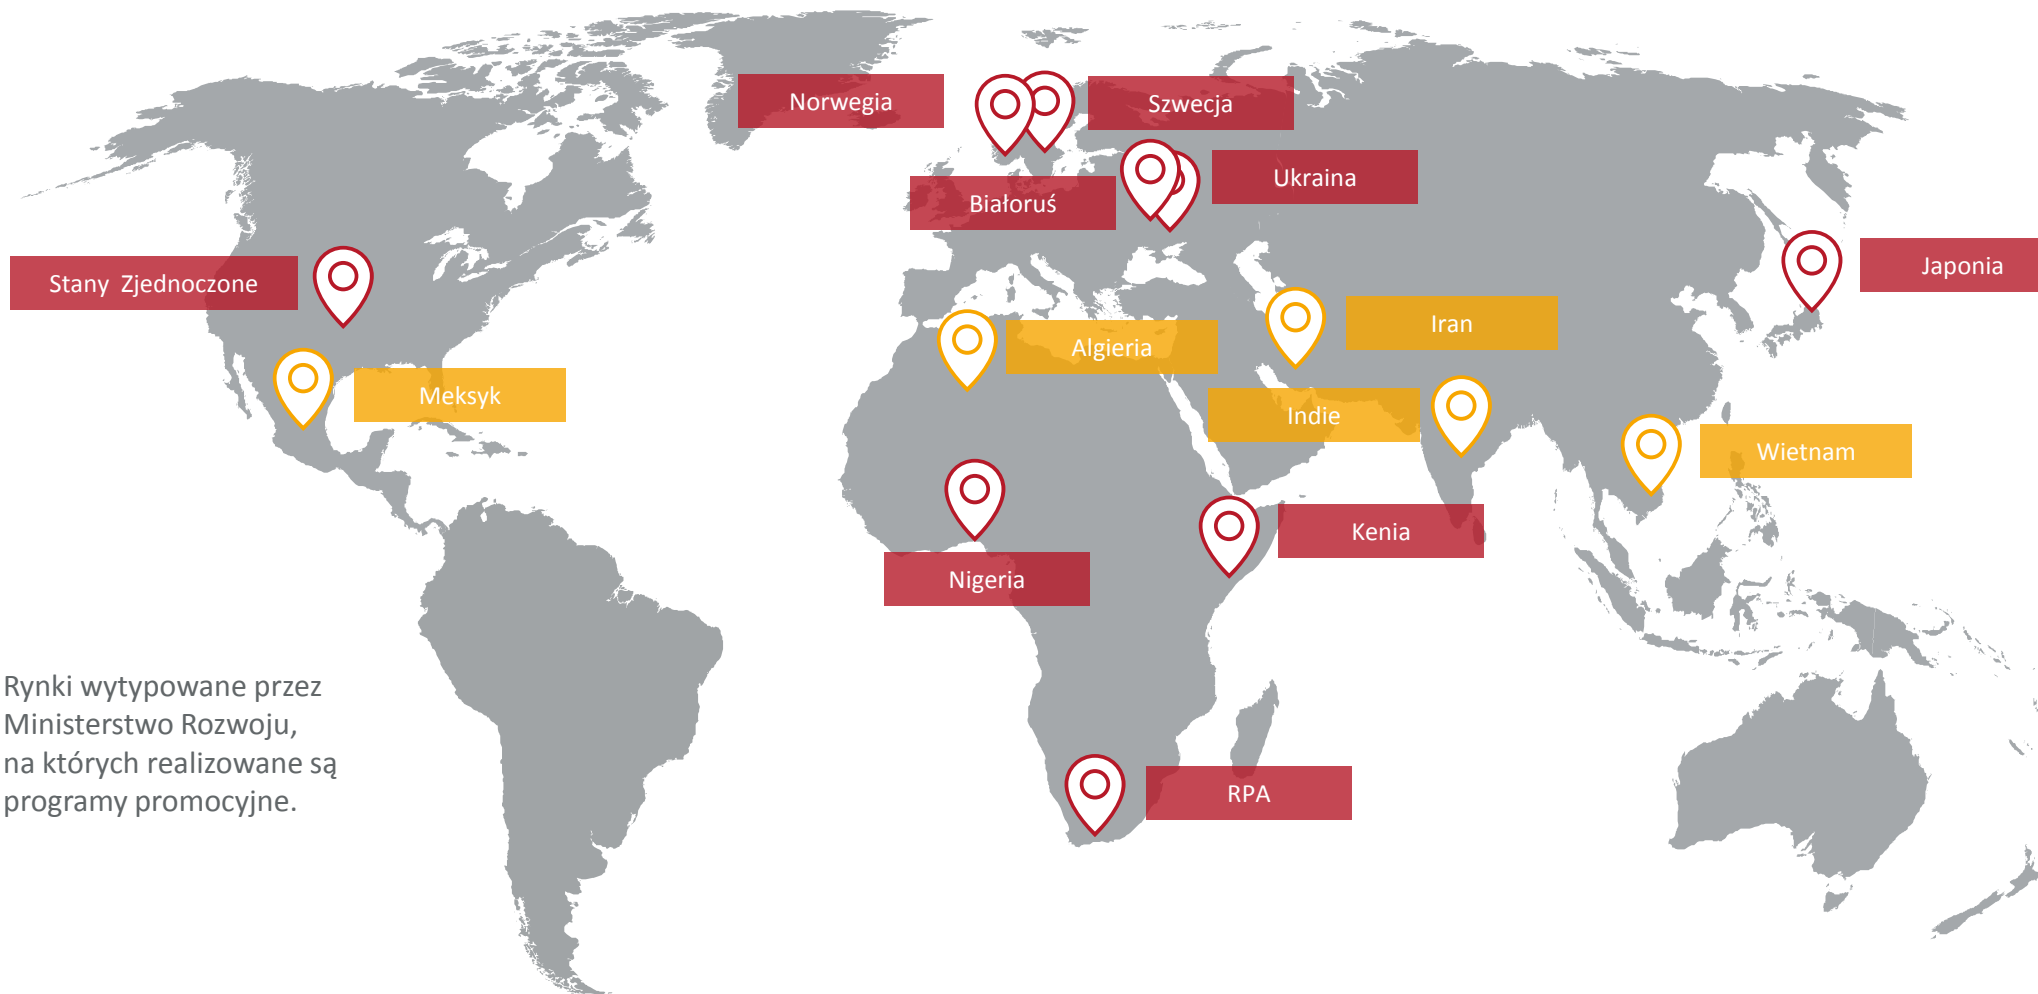 Norwegia
Szwecja
Ukraina
Białoruś
Stany Zjednoczone
Japonia
Iran
Algieria
Meksyk
Indie
Wietnam
Kenia
Nigeria
Rynki wytypowane przez
Ministerstwo Rozwoju,
na których realizowane są
programy promocyjne.
RPA